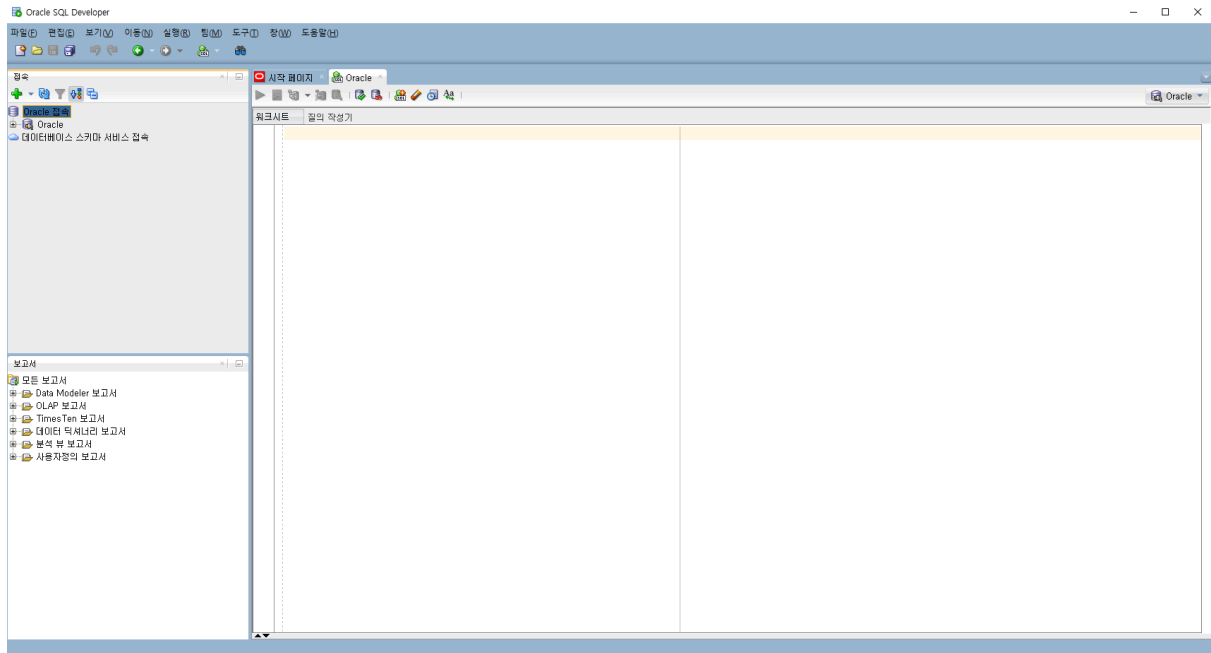 Oracle SQL Developer
파일(F) 편집(E) 보기(V) 이동(N) 실행(R) 팀(M) 도구(T) 창(W) 도움말(H)
접속
Oracle 접속
Oracle
데이터베이스 스키마 서비스 접속
보고서
모든 보고서
Data Modeler 보고서
OLAP 보고서
TimesTen 보고서
데이터 딕셔너리 보고서
분석 뷰 보고서
사용자정의 보고서
시작 페이지 Oracle
Oracle
워크시트 질의 작성기